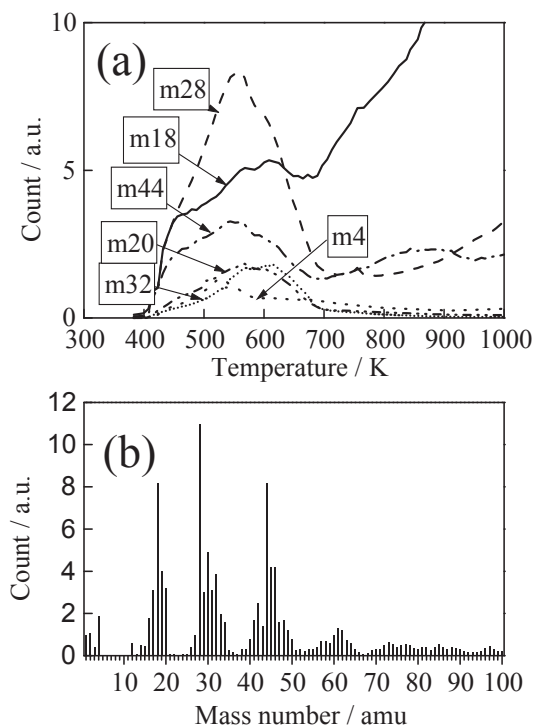 10
(a)
m28
m18
5
m44
m20
m4
m32
0
300 400 500 600 700 800 900 1000
Count / a.u.
Temperature / K
12
(b)
10
8
6
4
2
0
10 20 30 40 50 60 70 80 90 100
Count / a.u.
Mass number / amu